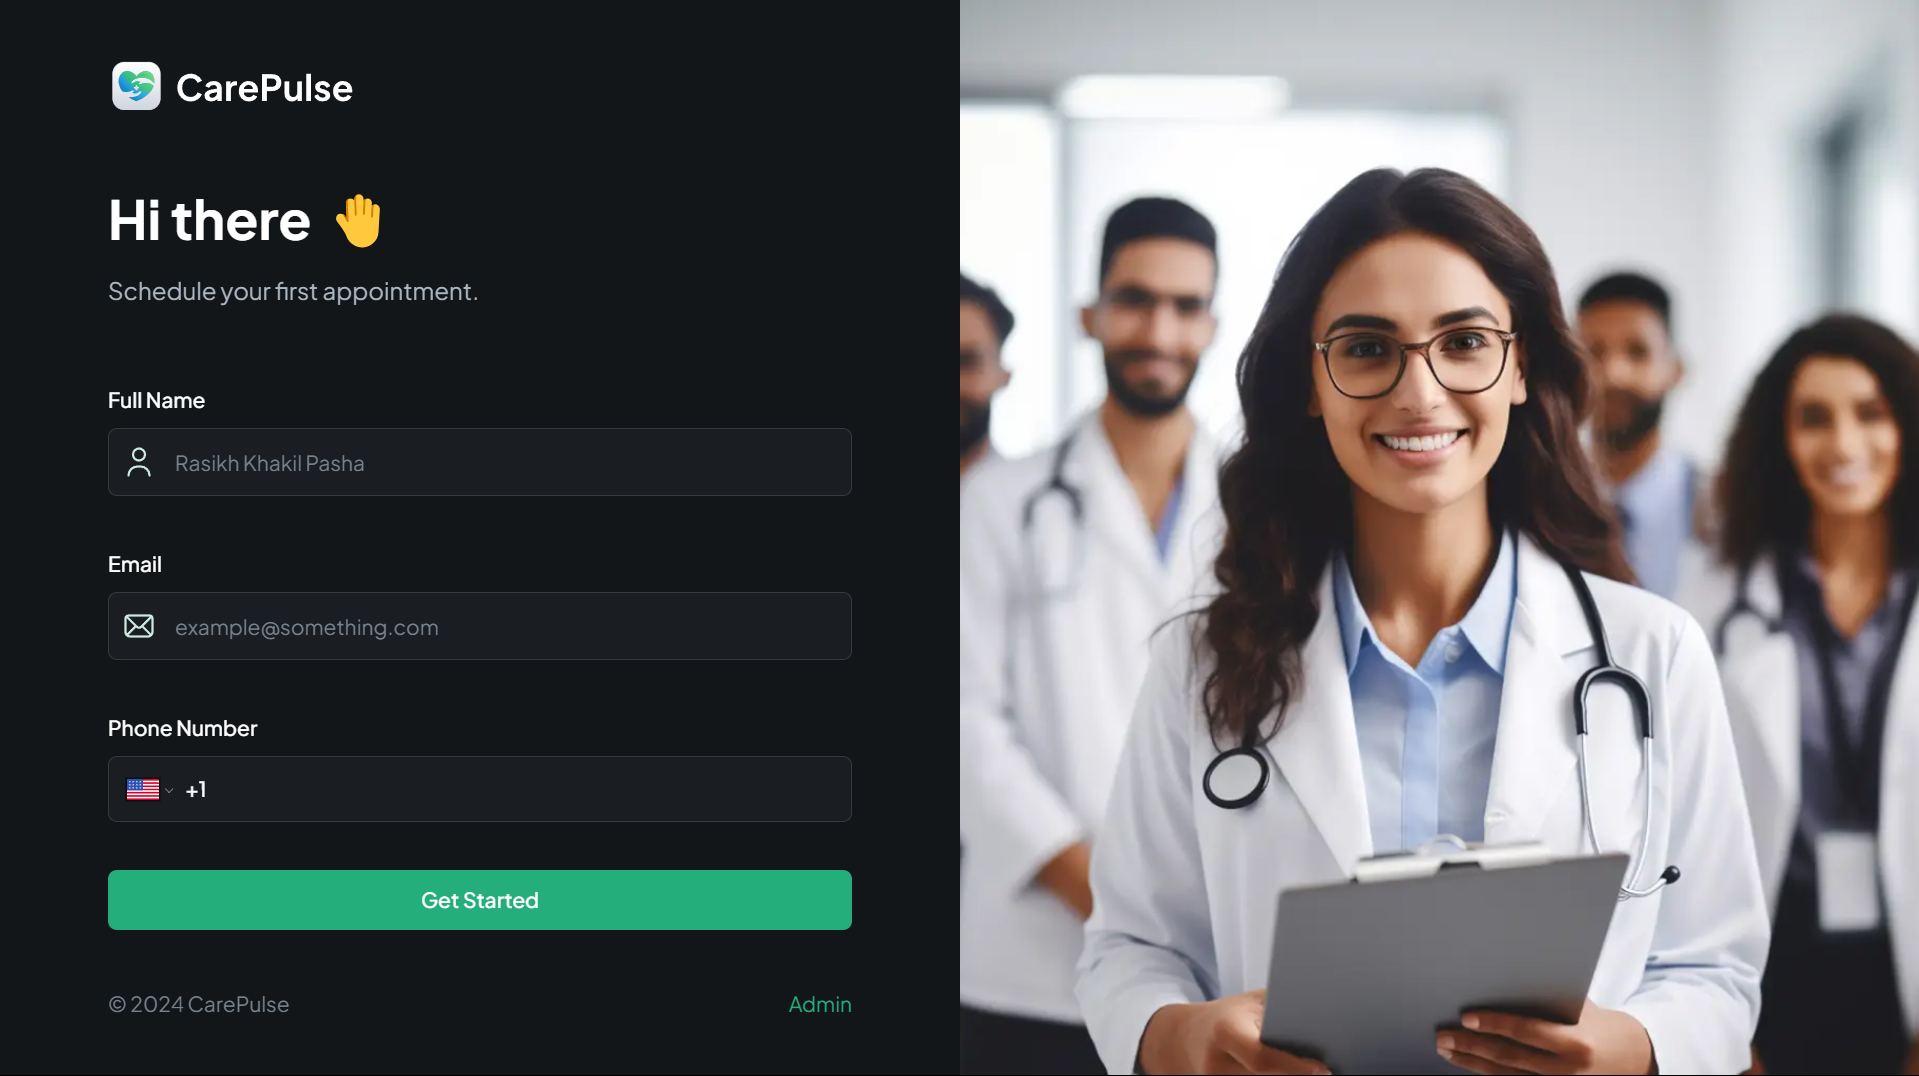 CarePulse
Hi there 👋
Schedule your first appointment.
Full Name
Rasikh Khakil Pasha
Email
example@something.com
Phone Number
+1
Get Started
© 2024 CarePulse
Admin